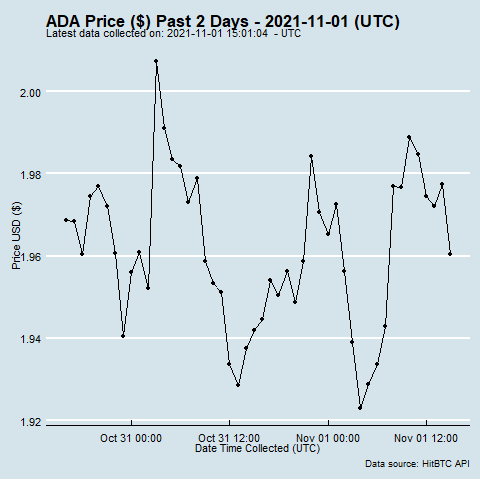 ADA Price ($) Past 2 Days - 2021-11-01 (UTC)
Latest data collected on: 2021-11-01 15:01:04 - UTC
2.00
1.98
1.96
1.94
1.92
Price USD ($)
Oct 31 00:00 Oct 31 12:00 Nov 01 00:00 Nov 01 12:00
Date Time Collected (UTC)
Data source: HitBTC API